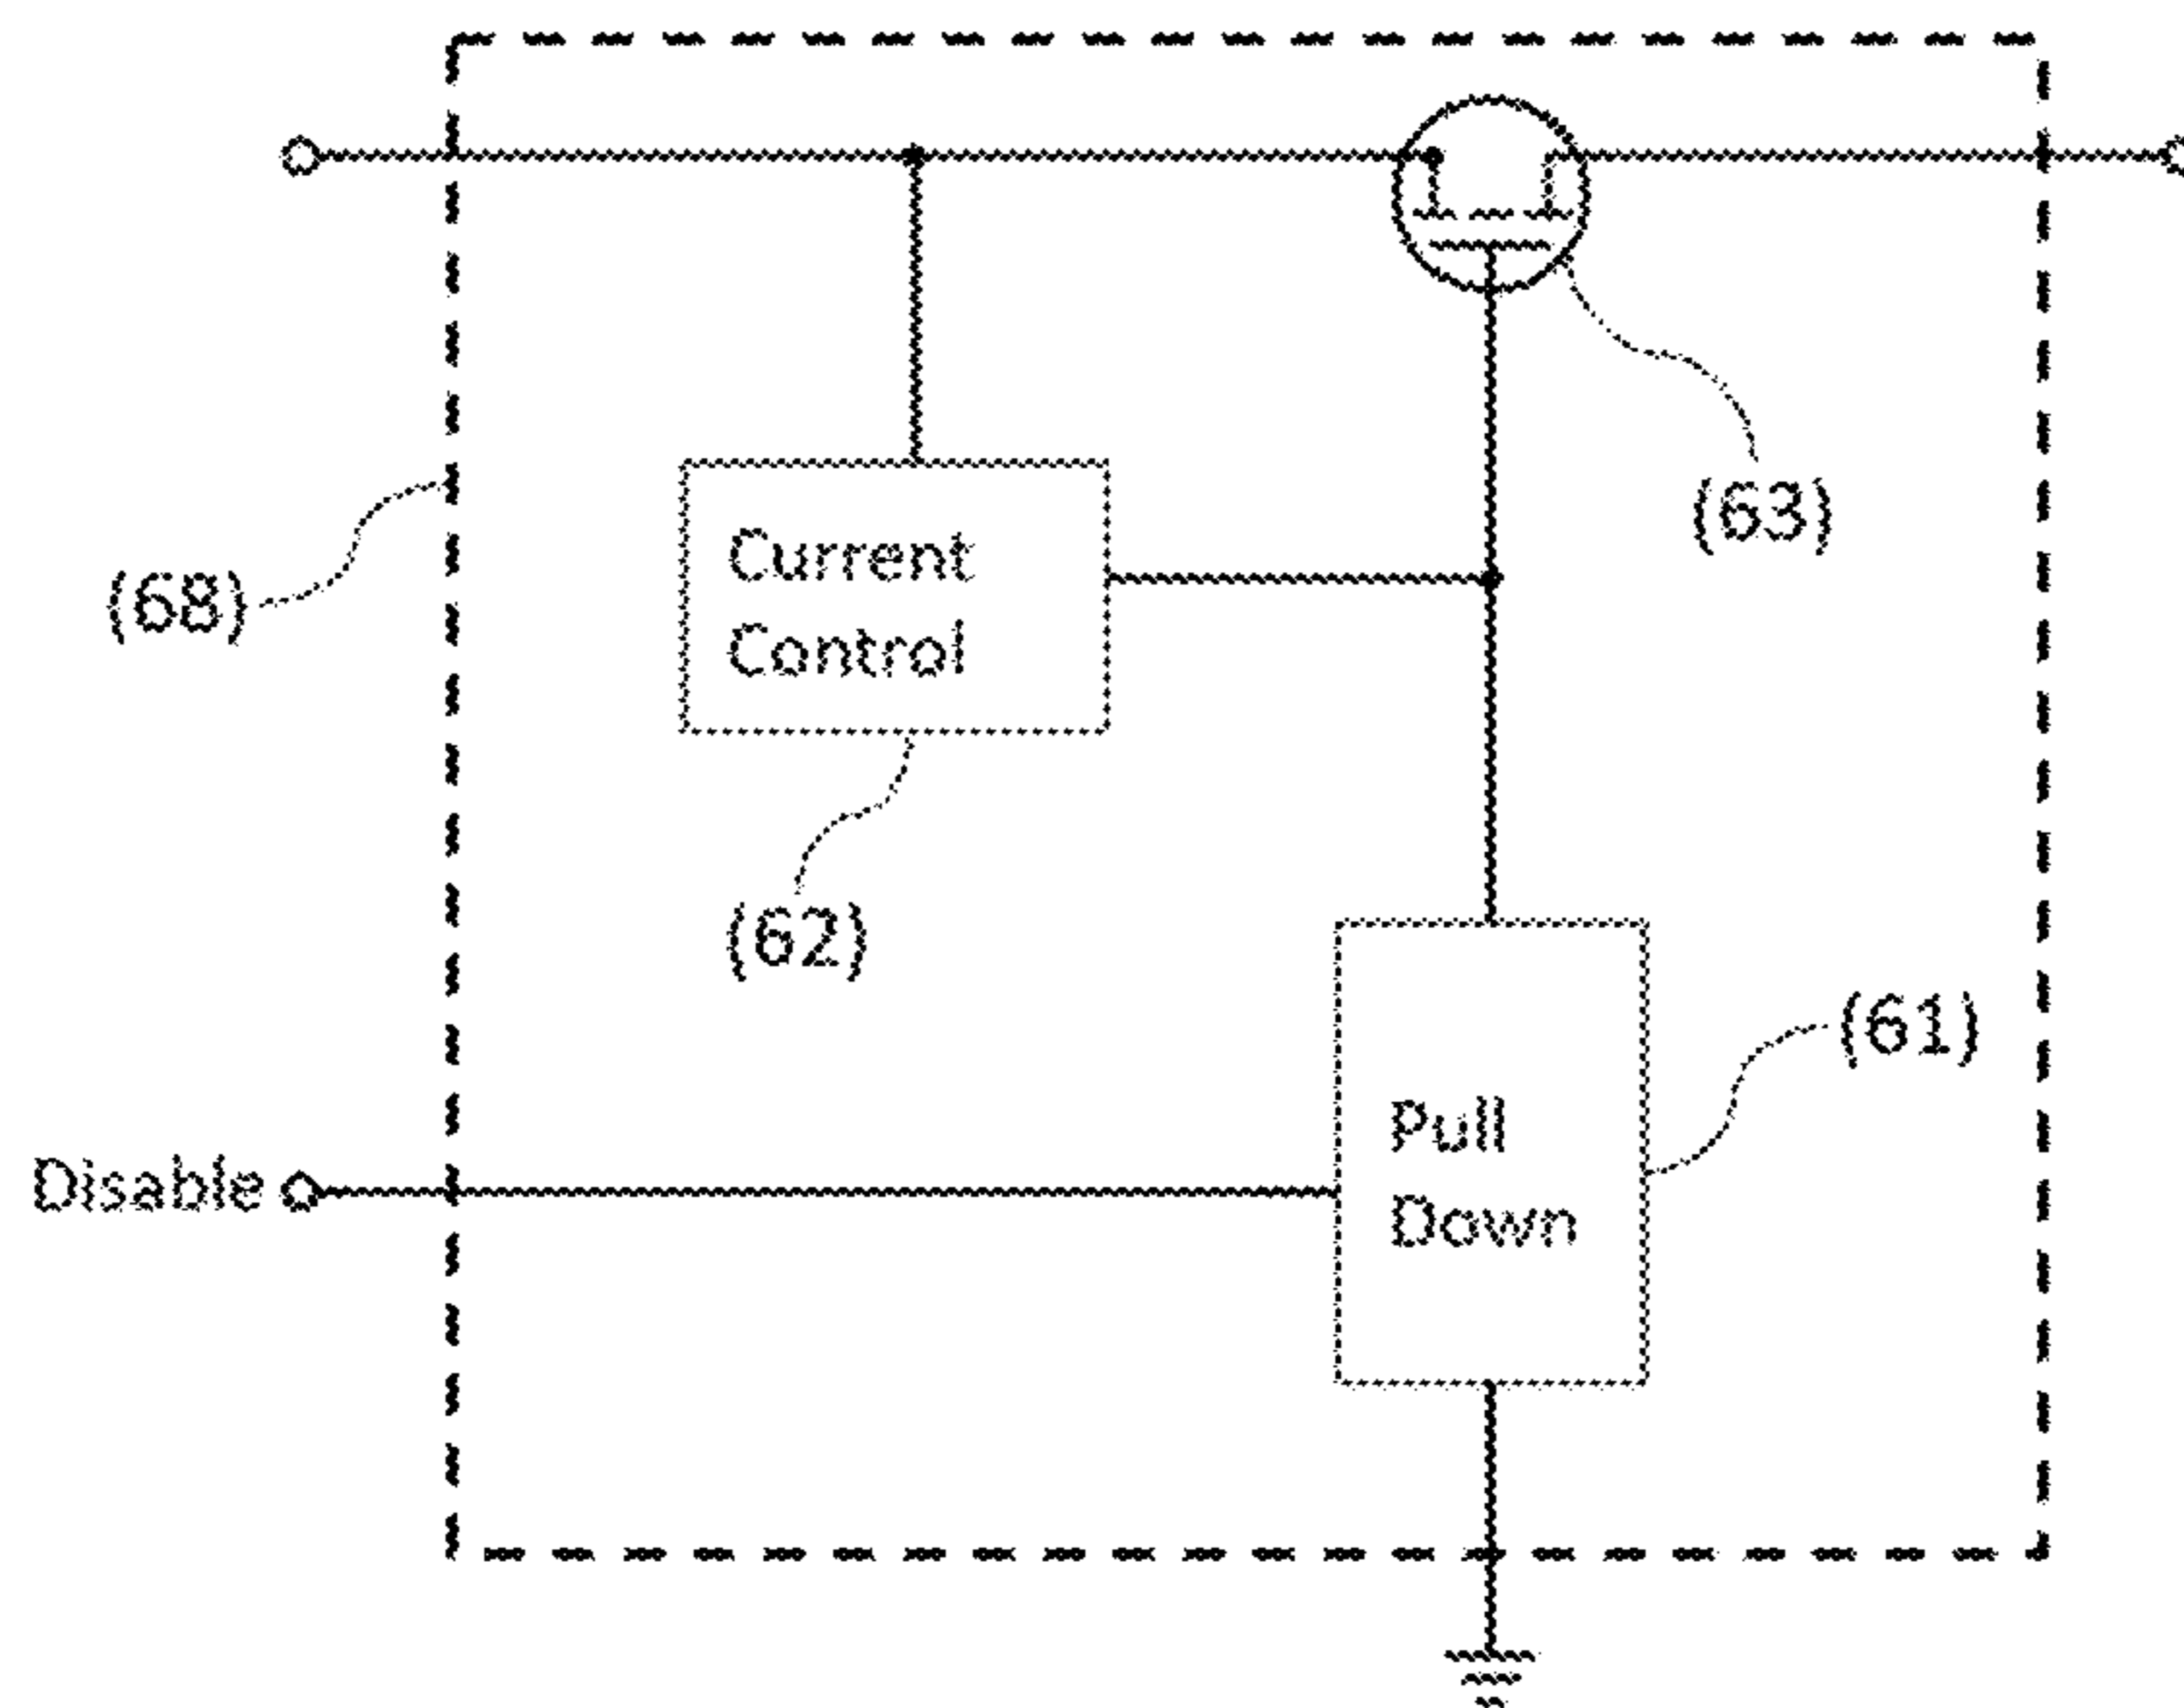 (63)
Current
Control
(68)
(62)
(61)
Pull
Down
Disable